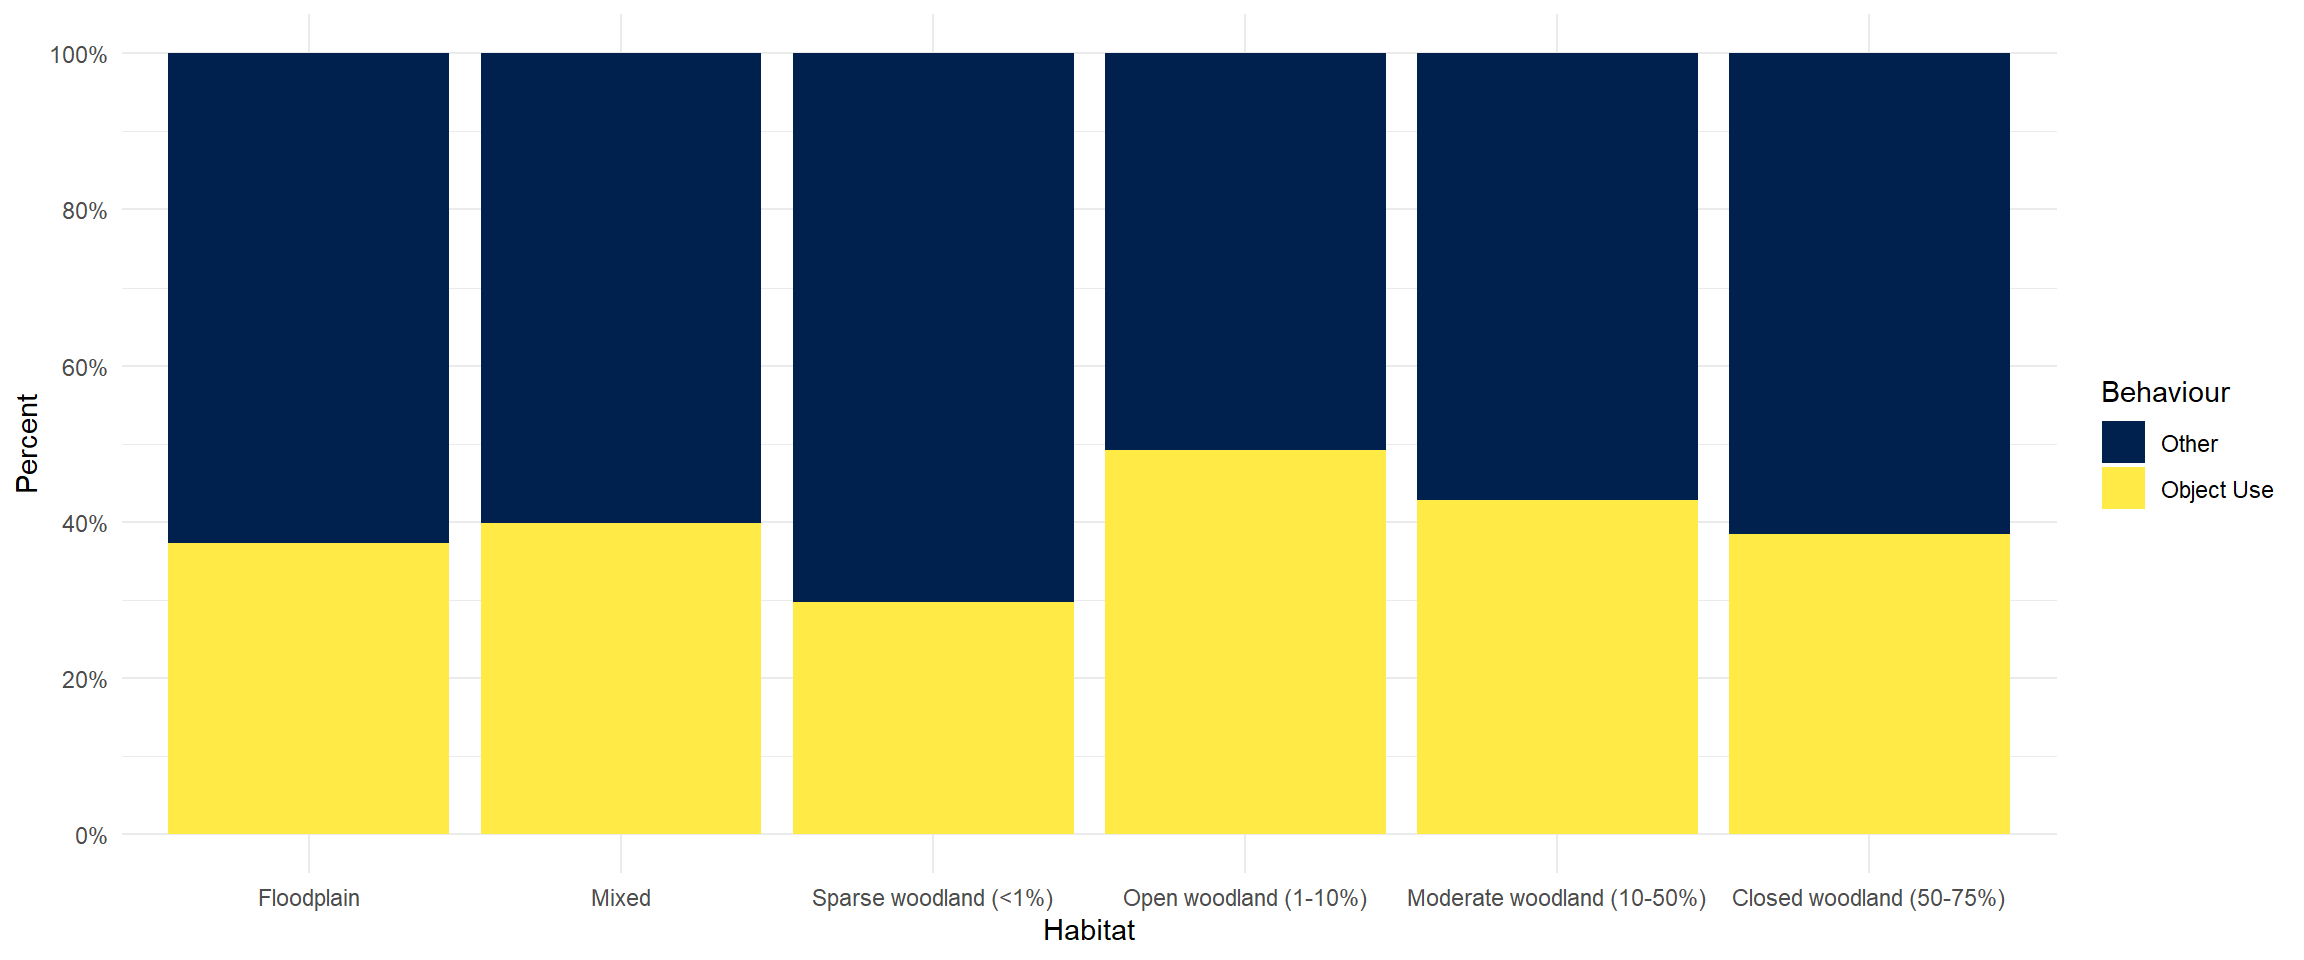 100%
80%
60%
40%
20%
0%
Percent
Floodplain
Mixed
Sparse woodland (<1%)
Open woodland (1-10%)
Moderate woodland (10-50%)
Closed woodland (50-75%)
Habitat
Behaviour
Other
Object Use